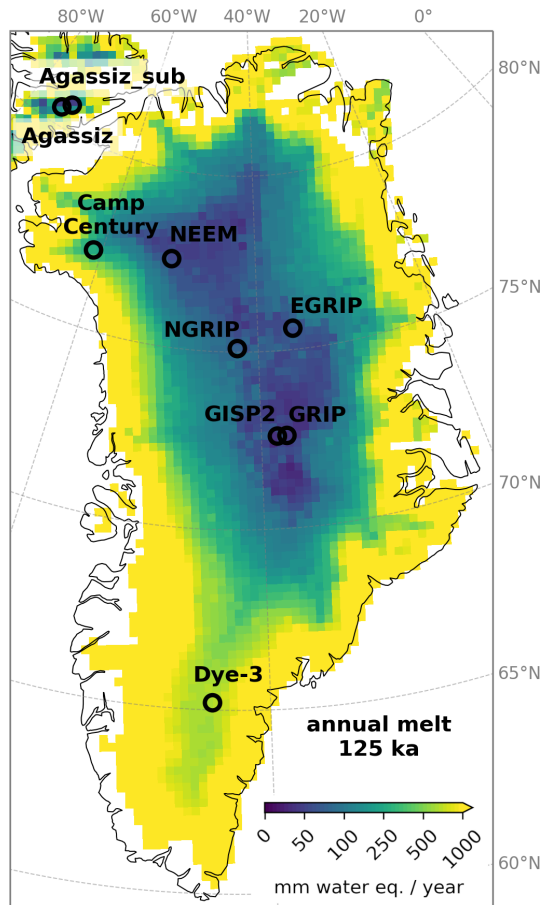 80°W 60°W 40°W 20°W 0°
80°N
Agassiz_sub
Agassiz
Camp
Century
NEEM
75°N
EGRIP
NGRIP
GISP2 GRIP
70°N
65°N
Dye-3
annual melt
125 ka
0 50 100 250 500 1000
60°N
mm water eq. / year